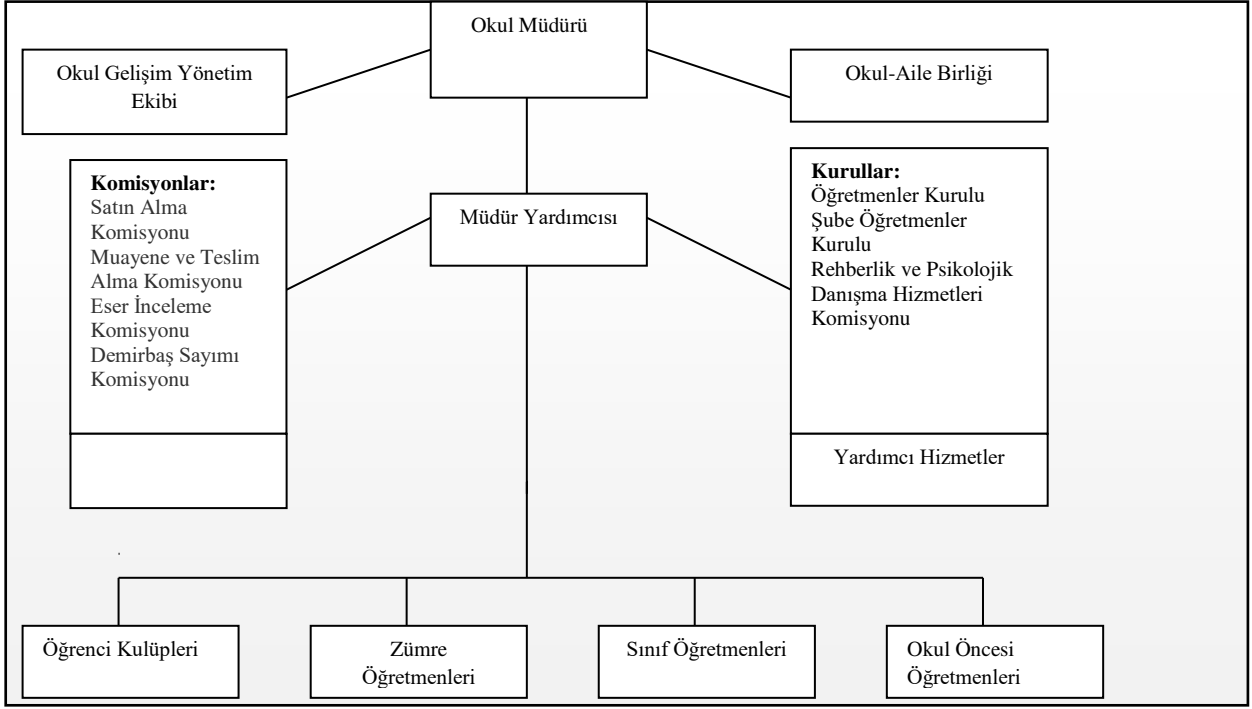 Okul Müdürü
Okul Gelişim Yönetim
Ekibi
Okul-Aile Birliği
Komisyonlar:
Satın Alma
Komisyonu
Muayene ve Teslim
Alma Komisyonu
Eser İnceleme
Komisyonu
Demirbaş Sayımı
Komisyonu
Müdür Yardımcısı
Kurullar:
Öğretmenler Kurulu
Şube Öğretmenler
Kurulu
Rehberlik ve Psikolojik
Danışma Hizmetleri
Komisyonu
Yardımcı Hizmetler
Öğrenci Kulüpleri
Zümre
Öğretmenleri
Sınıf Öğretmenleri
Okul Öncesi
Öğretmenleri